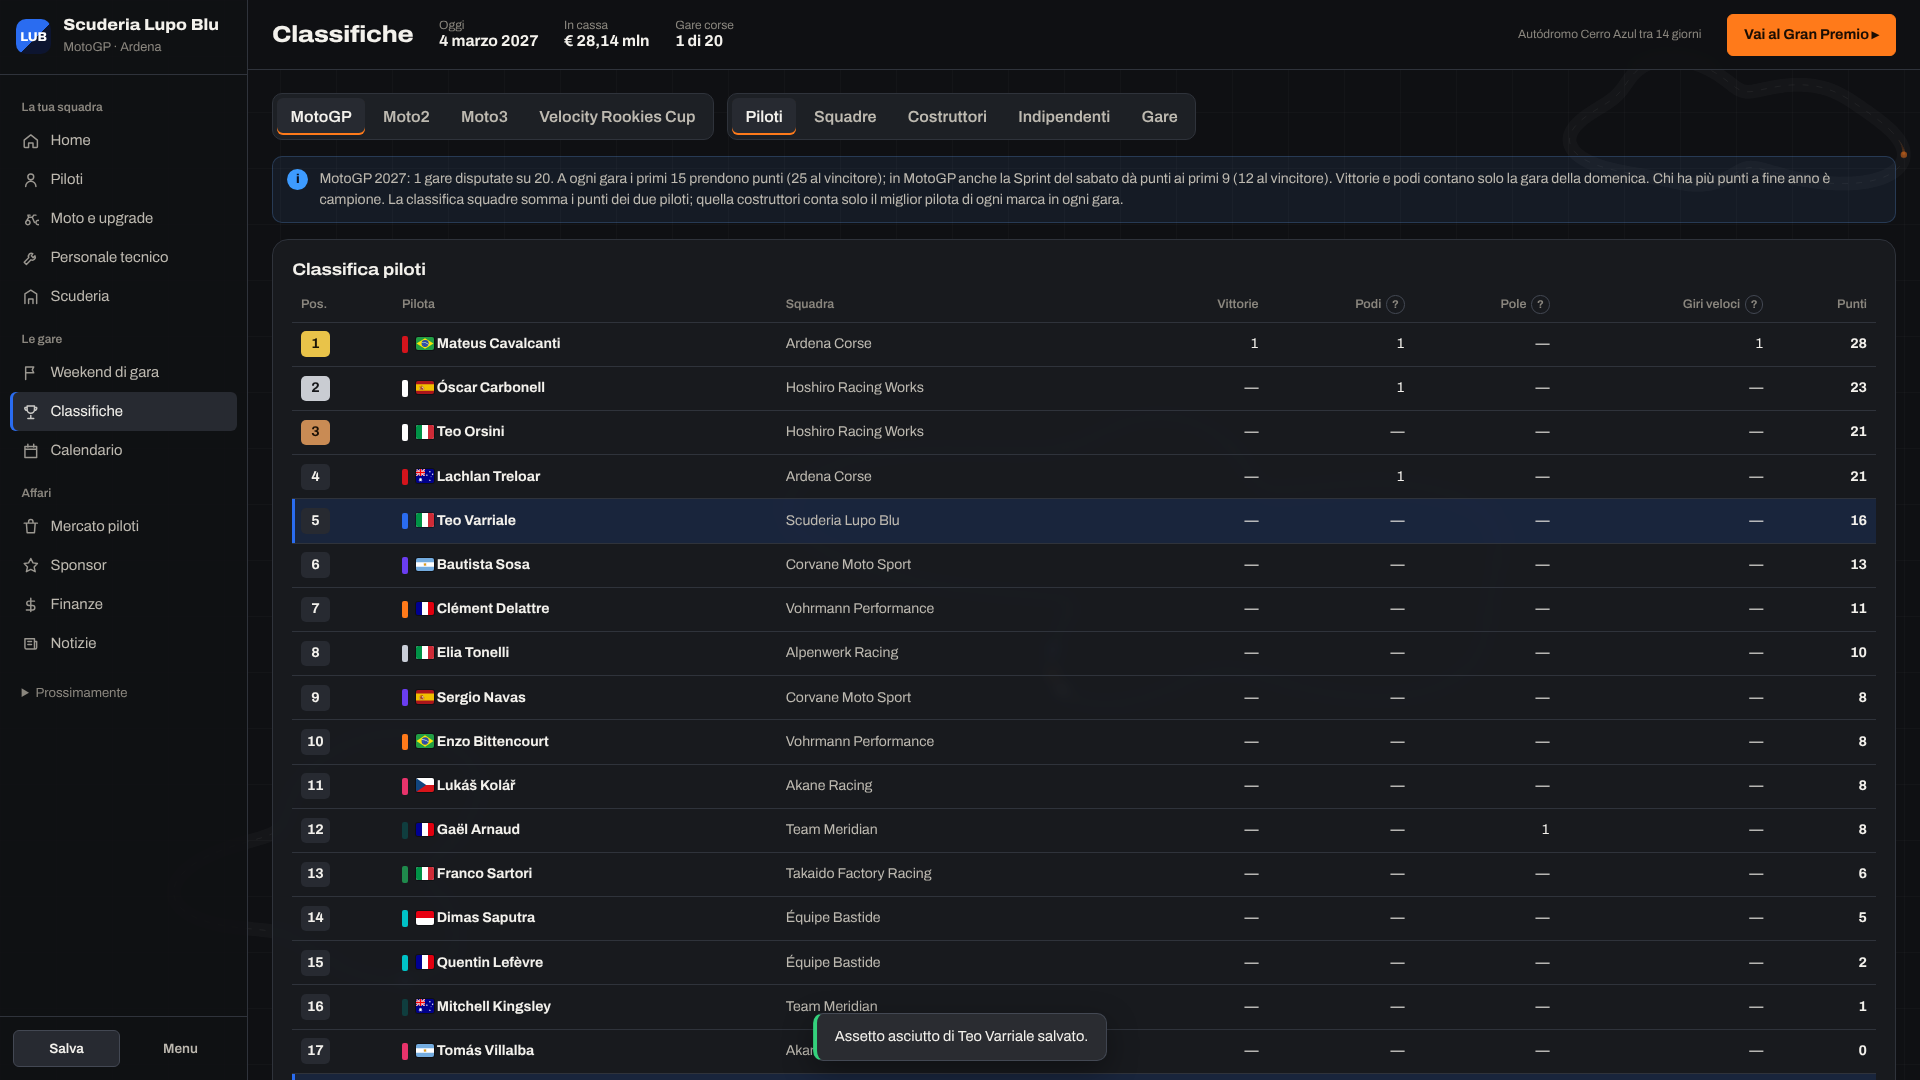 LUB
Scuderia Lupo Blu
MotoGP · Ardena
Classifiche
Oggi
4 marzo 2027
In cassa
€ 28,14 mln
Gare corse
1 di 20
Autódromo Cerro Azul tra 14 giorni
Vai al Gran Premio ▸
La tua squadra
Home
Piloti
Moto e upgrade
Personale tecnico
Scuderia
Le gare
Weekend di gara
Classifiche
Calendario
Affari
Mercato piloti
Sponsor
Finanze
Notizie
Prossimamente
Salva
Menu
MotoGP Moto2 Moto3 Velocity Rookies Cup
Piloti Squadre Costruttori Indipendenti Gare
MotoGP 2027: 1 gare disputate su 20. A ogni gara i primi 15 prendono punti (25 al vincitore); in MotoGP anche la Sprint del sabato dà punti ai primi 9 (12 al vincitore). Vittorie e podi contano solo la gara della domenica. Chi ha più punti a fine anno è
campione. La classifica squadre somma i punti dei due piloti; quella costruttori conta solo il miglior pilota di ogni marca in ogni gara.
Classifica piloti
Pos. Pilota Squadra Vittorie Podi ? Pole ? Giri veloci ? Punti
1 Mateus Cavalcanti Ardena Corse 1 1 — 1 28
2 Óscar Carbonell Hoshiro Racing Works — 1 — — 23
3 Teo Orsini Hoshiro Racing Works — — — — 21
4 Lachlan Treloar Ardena Corse — 1 — — 21
5 Teo Varriale Scuderia Lupo Blu — — — — 16
6 Bautista Sosa Corvane Moto Sport — — — — 13
7 Clément Delattre Vohrmann Performance — — — — 11
8 Elia Tonelli Alpenwerk Racing — — — — 10
9 Sergio Navas Corvane Moto Sport — — — — 8
10 Enzo Bittencourt Vohrmann Performance — — — — 8
11 Lukáš Kolář Akane Racing — — — — 8
12 Gaël Arnaud Team Meridian — — 1 — 8
13 Franco Sartori Takaido Factory Racing — — — — 6
14 Dimas Saputra Équipe Bastide — — — — 5
15 Quentin Lefèvre Équipe Bastide — — — — 2
16 Mitchell Kingsley Team Meridian — — — — 1
17 Tomás Villalba — — — — 0
Assetto asciutto di Teo Varriale salvato.